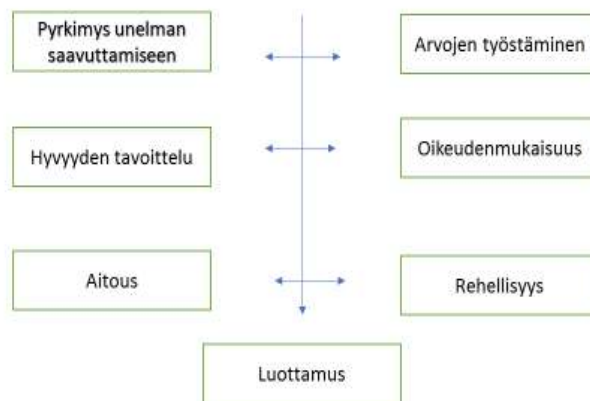 Pyrkimys unelman
saavuttamiseen
Arvojen työstäminen
Hyvyyden tavoittelu
Oikeudenmukaisuus
Aitous
Rehellisyys
Luottamus